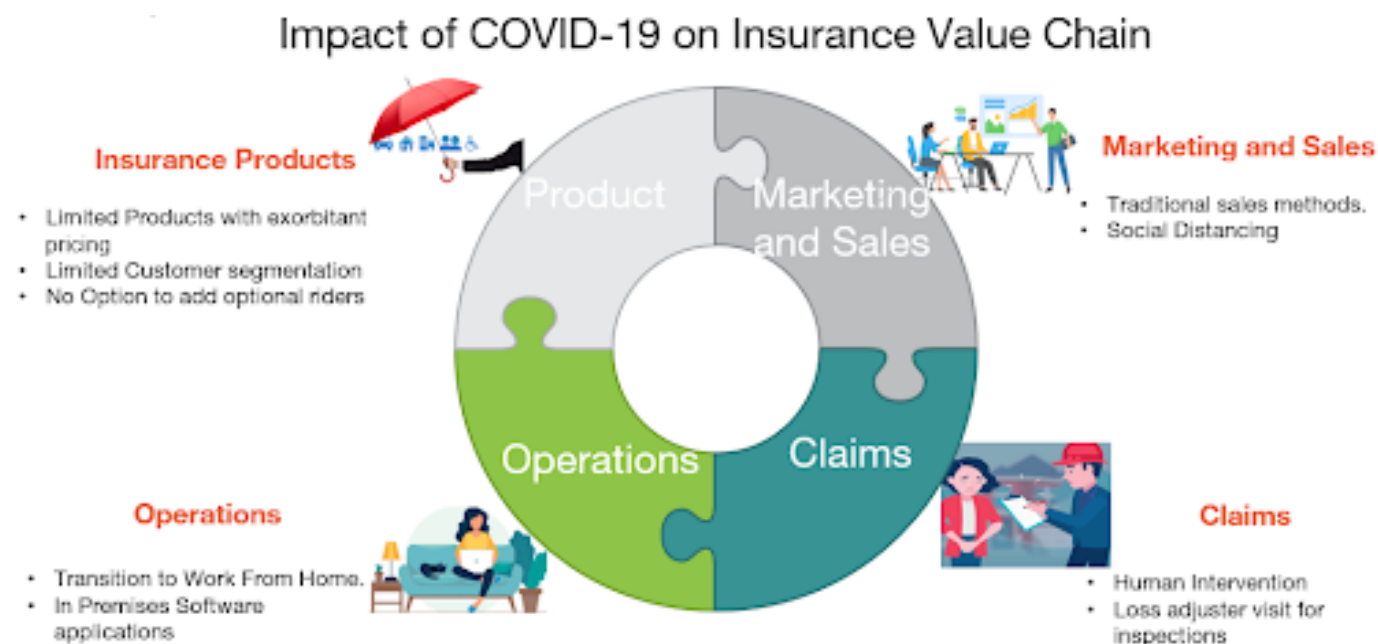 Impact of COVID-19 on Insurance Value Chain
Insurance Products
• Limited Products with exorbitant
pricing
• Limited Customer segmentation
• No Option to add optional riders
Product
Marketing
and Sales
Marketing and Sales
• Traditional sales methods.
• Social Distancing
Operations
Claims
Operations
• Transition to Work From Home.
• In Premises Software
applications
Claims
• Human Intervention
• Loss adjuster visit for
inspections